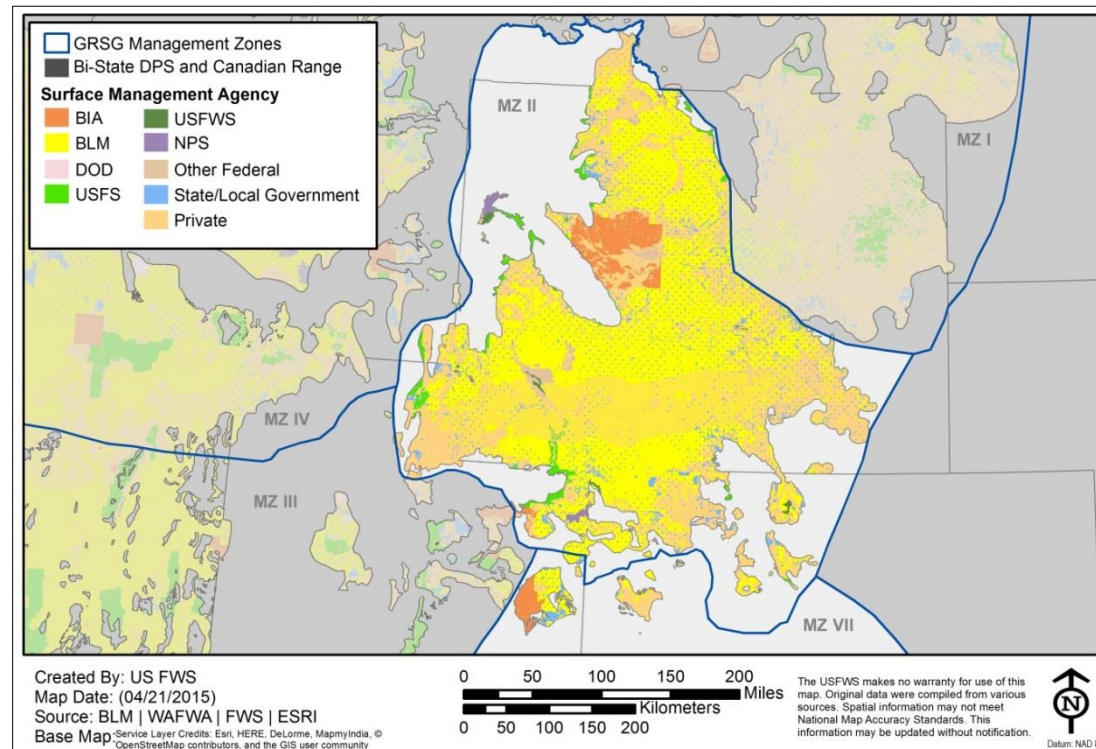 GRSG Management Zones
Bi-State DPS and Canadian Range
Surface Management Agency
BIA
BLM
DOD
USFS
USFWS
NPS
Other Federal
State/Local Government
Private
MZ II
MZ I
MZ IV
MZ III
MZ VII
Created By: US FWS
Map Date: (04/21/2015)
Source: BLM | WAFWA | FWS | ESRI
Base Map: Service Layer Credits: Esri, HERE, DeLorme, MapmyIndia, ©
OpenStreetMap contributors, and the GIS user community
0 50 100 150 200
Miles
Kilometers
0 50 100 150 200
The USFWS makes no warranty for use of this
map. Original data were compiled from various
sources. Spatial information may not meet
National Map Accuracy Standards. This
information may be updated without notification.
N
Datum: NAD